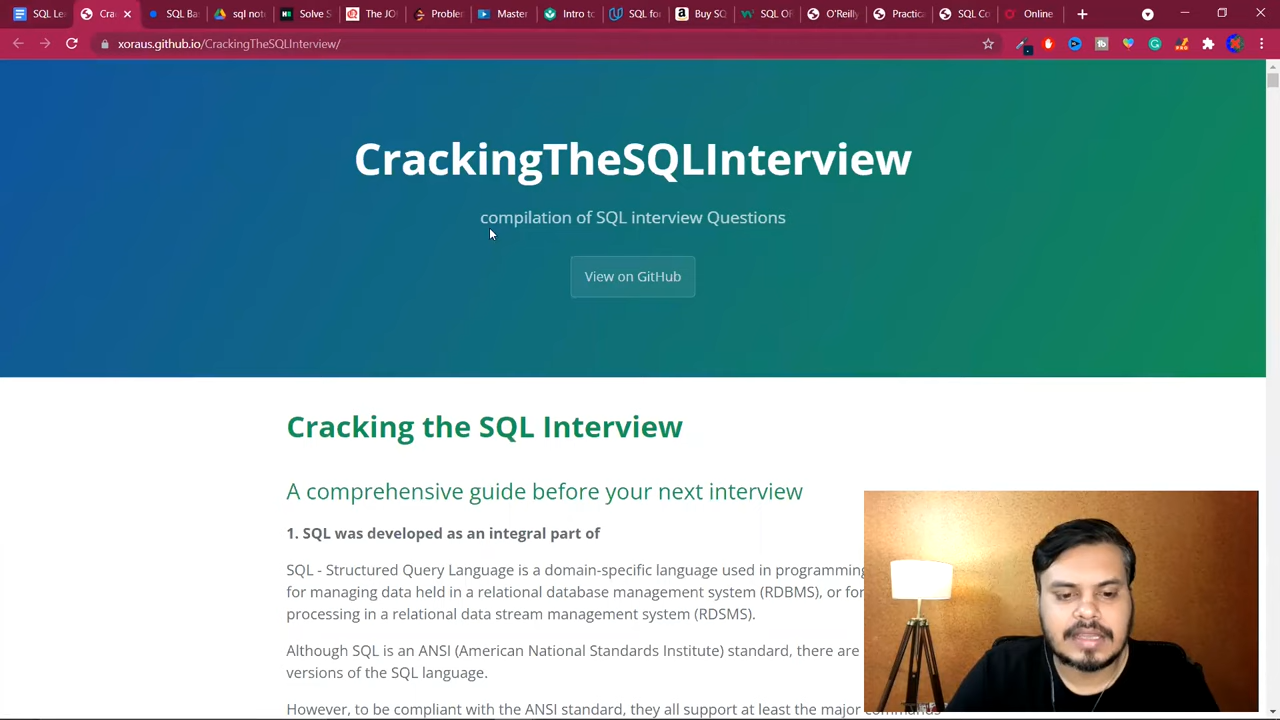 SQL Le
Crac
SQL Ba
sql note
Solve S
The JO
Problem
Master
Intro to
SQL for
Buy SQ
SQL O
O'Reilly
Practica
SQL Co
Online
xoraus.github.io/CrackingTheSQLInterview/
CrackingTheSQLInterview
compilation of SQL interview Questions
View on GitHub
Cracking the SQL Interview
A comprehensive guide before your next interview
1. SQL was developed as an integral part of
SQL - Structured Query Language is a domain-specific language used in programming
for managing data held in a relational database management system (RDBMS), or for
processing in a relational data stream management system (RDSMS).
Although SQL is an ANSI (American National Standards Institute) standard, there are
versions of the SQL language.
However, to be compliant with the ANSI standard, they all support at least the major commands